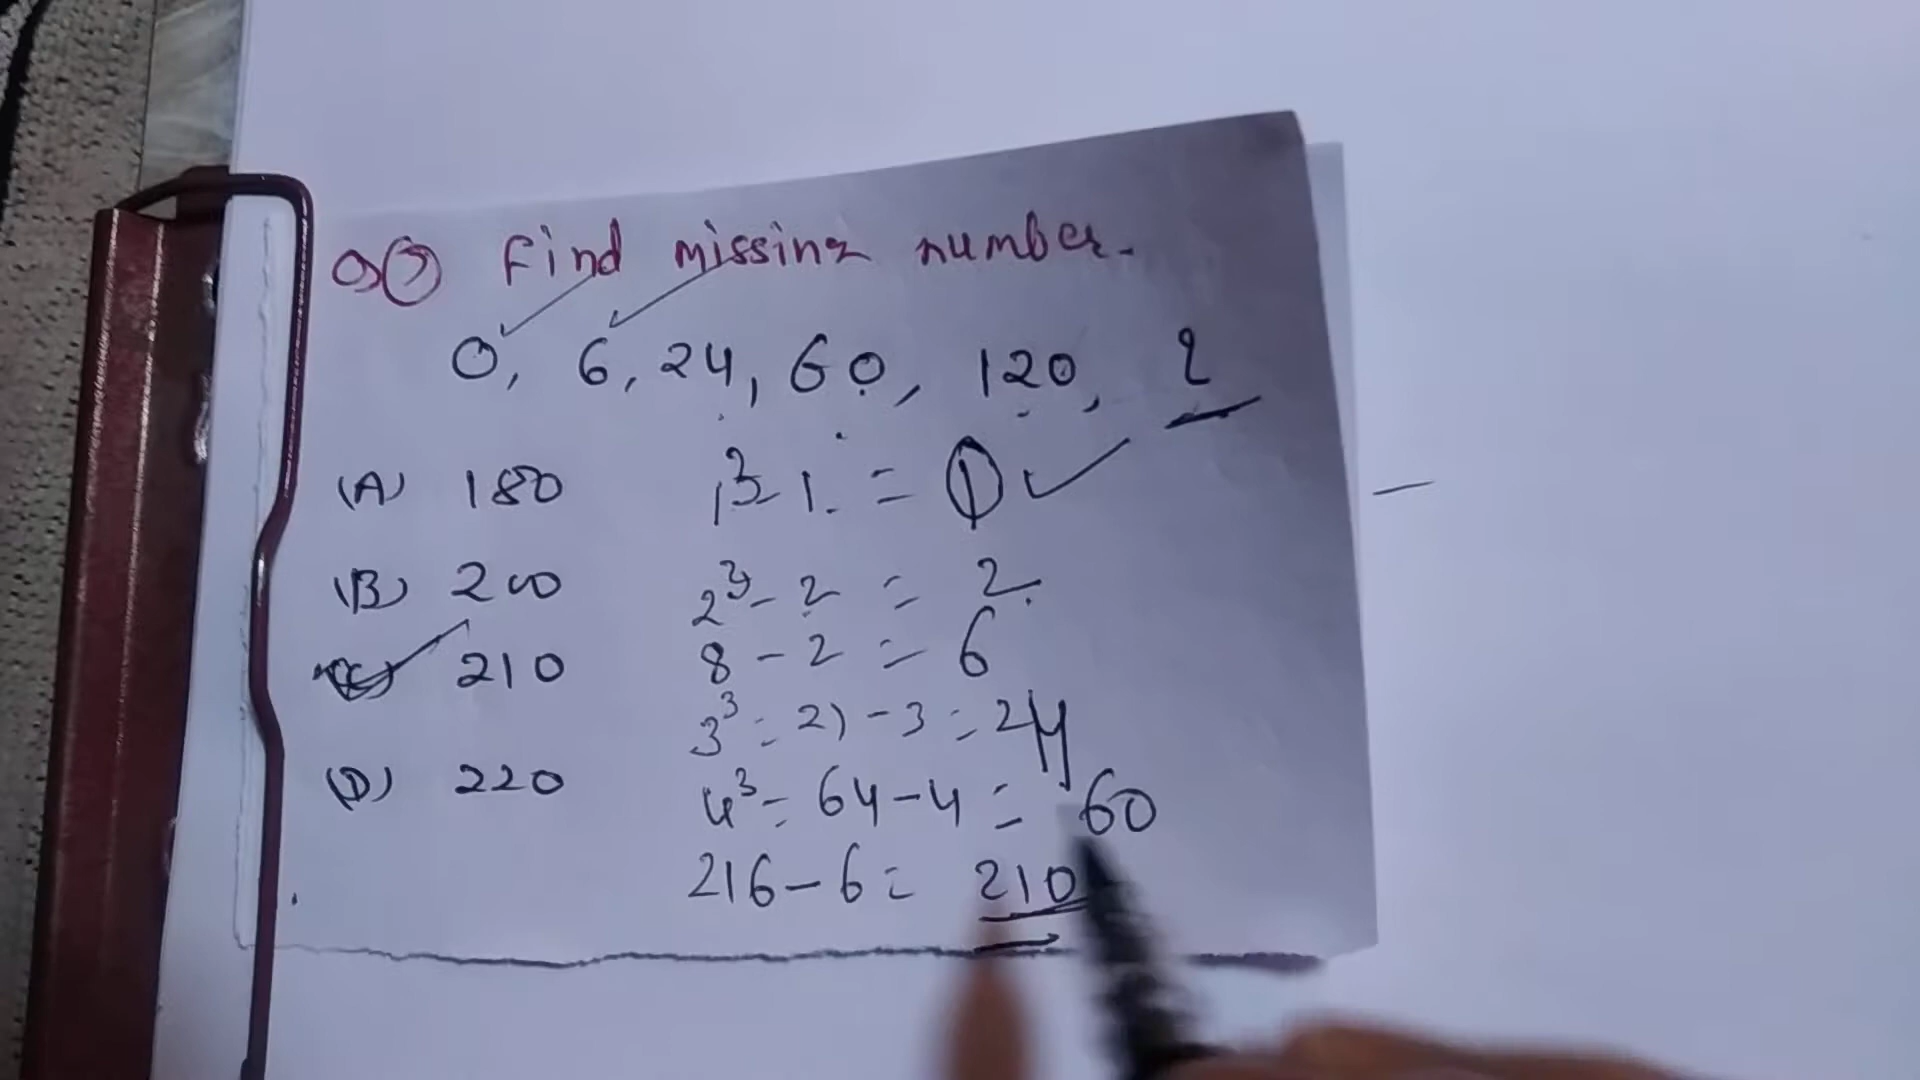 Q(7) Find missing number.
0, 6, 24, 60, 120, ?
(A) 180
(B) 200
(C) 210
(D) 220
1³-1. = 0
2³-2 = 2.
8-2 = 6
3³ = 27-3 = 24
4³ = 64-4 = 60
216-6 = 210